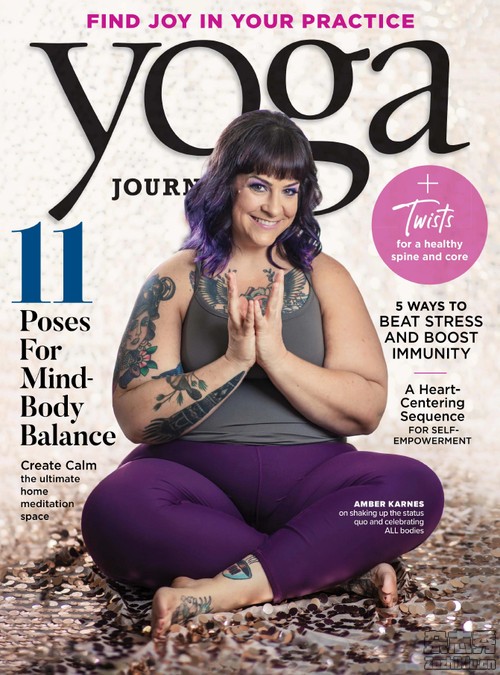 FIND JOY IN YOUR PRACTICE
yoga
JOURN
+
Twists
for a healthy
spine and core
11
Poses
For
Mind-
Body
Balance
Create Calm
the ultimate
home
meditation
space
5 WAYS TO
BEAT STRESS
AND BOOST
IMMUNITY
A Heart-
Centering
Sequence
FOR SELF-
EMPOWERMENT
AMBER KARNES
on shaking up the status
quo and celebrating
ALL bodies